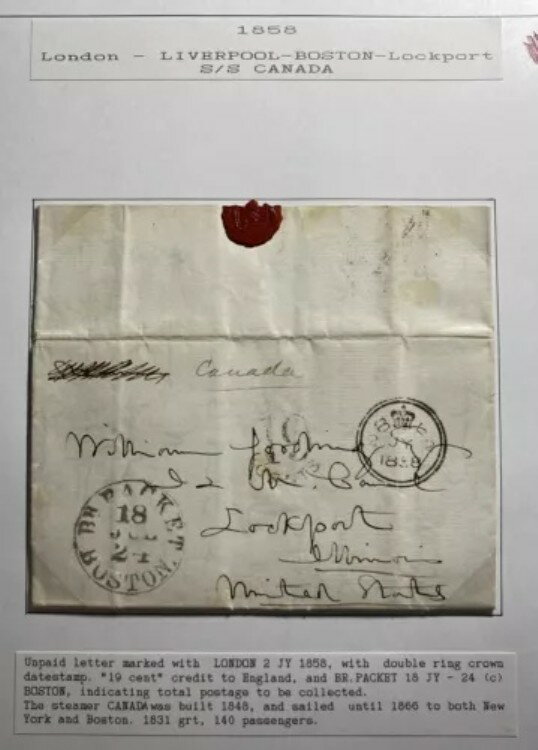 1858
London - LIVERPOOL-BOSTON-Lockport
S/S CANADA
Canada
19
William
1858
BR. PACKET
18
24
BOSTON.
Lockport
Illinois
United States
Unpaid letter marked with LONDON 2 JY 1858, with double ring crown
datestamp. "19 cent" credit to England, and BR.PACKET 18 JY - 24 (c)
BOSTON, indicating total postage to be collected.
The steamer CANADA was built 1848, and sailed until 1866 to both New
York and Boston. 1831 grt, 140 passengers.